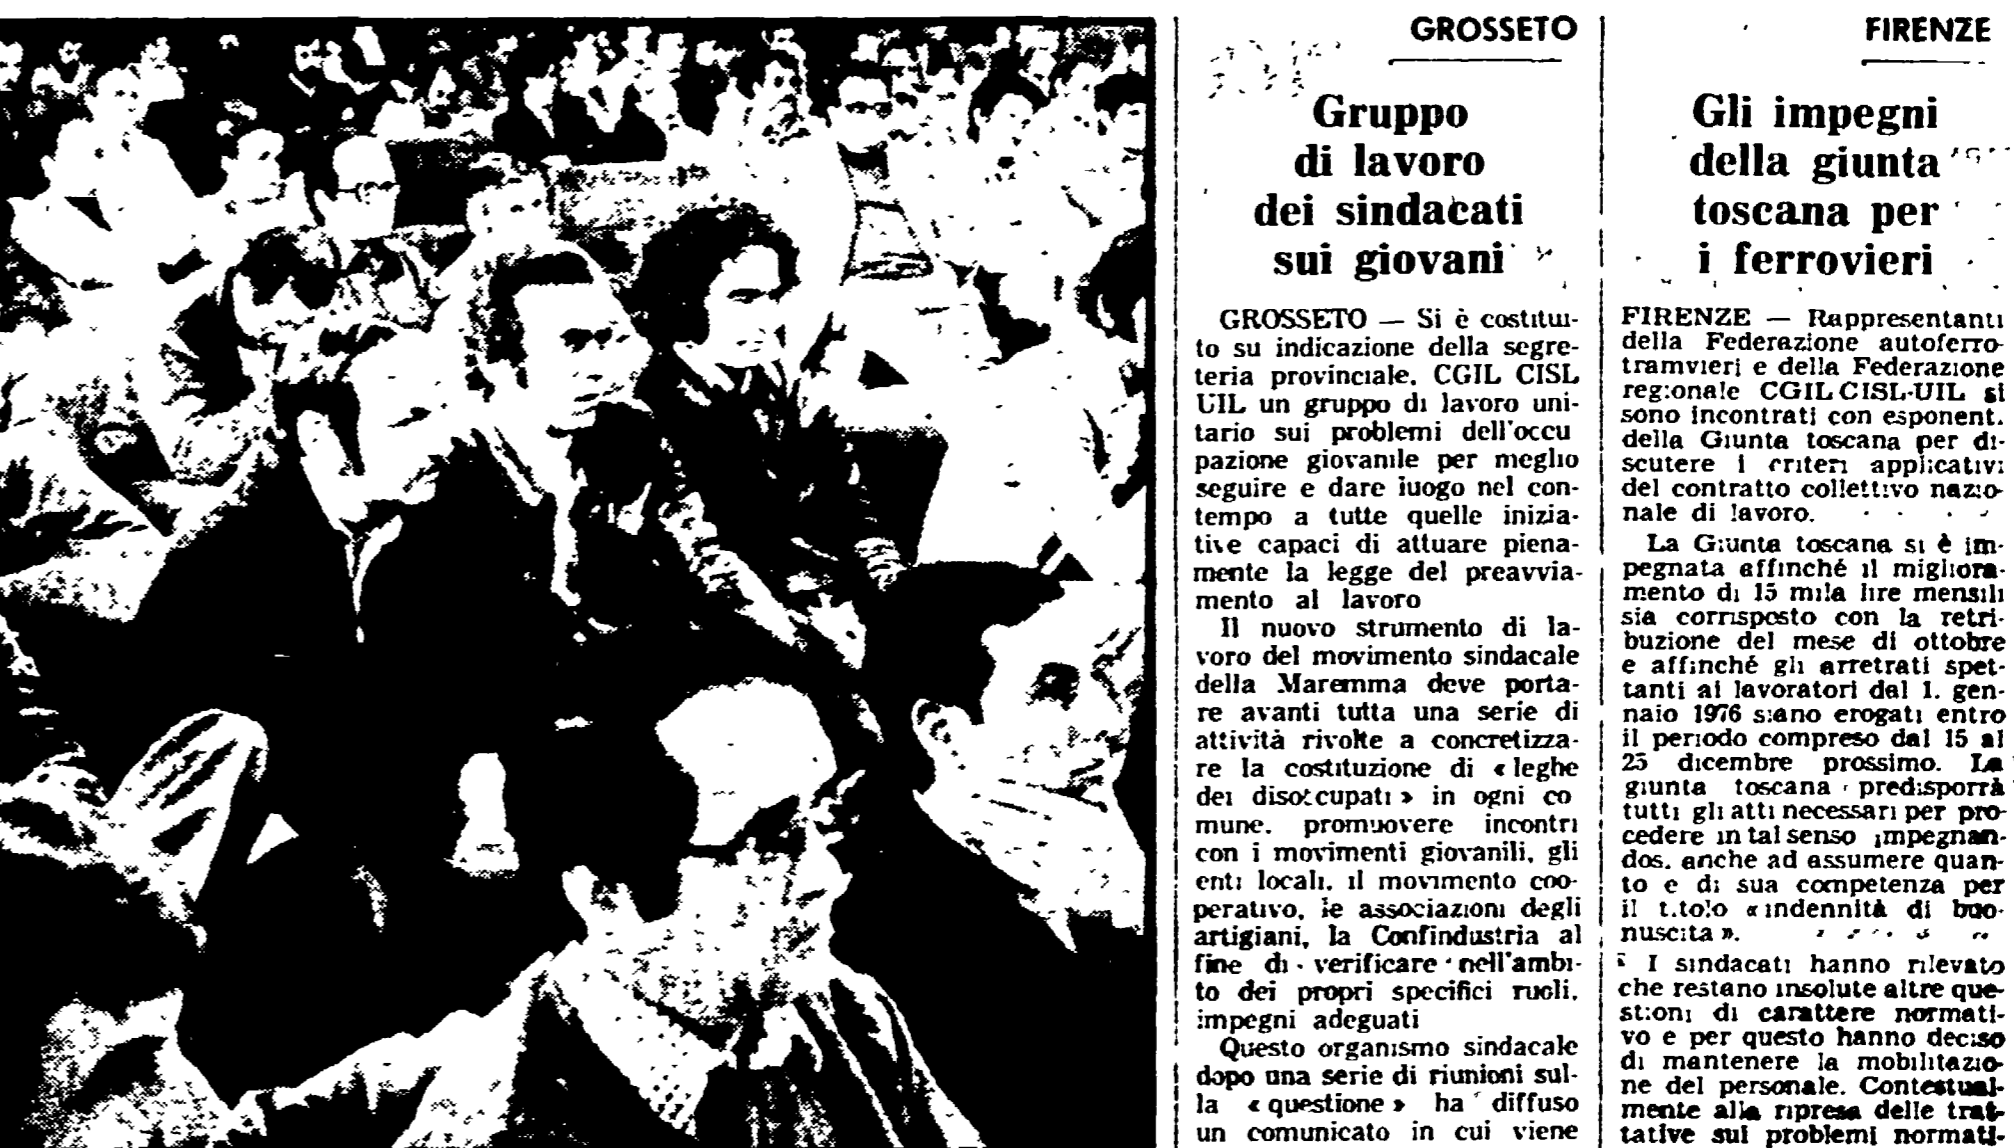 GROSSETO
Gruppo
di lavoro
dei sindacati
sui giovani
GROSSETO — Si è costitui-
to su indicazione della segre-
teria provinciale. CGIL CISL
UIL un gruppo di lavoro uni-
tario sui problemi dell'occu
pazione giovanile per meglio
seguire e dare luogo nel con-
tempo a tutte quelle inizia-
tive capaci di attuare piena-
mente la legge del preavvia-
mento al lavoro
Il nuovo strumento di la-
voro del movimento sindacale
della Maremma deve porta-
re avanti tutta una serie di
attività rivolte a concretizza-
re la costituzione di « leghe
dei disoccupati » in ogni co
mune. promuovere incontri
con i movimenti giovanili, gli
enti locali. il movimento coo-
perativo, le associazioni degli
artigiani, la Confindustria al
fine di verificare nell'ambi-
to dei propri specifici ruoli,
impegni adeguati
Questo organismo sindacale
dopo una serie di riunioni sul-
la « questione » ha diffuso
un comunicato in cui viene
FIRENZE
Gli impegni
della giunta
toscana per
i ferrovieri
FIRENZE — Rappresentanti
della Federazione autoferro-
tramvieri e della Federazione
regionale CGIL CISL-UIL si
sono incontrati con esponent.
della Giunta toscana per di-
scutere i criteri applicativi
del contratto collettivo nazio-
nale di lavoro.
La Giunta toscana si è im-
pegnata affinché il migliora-
mento di 15 mila lire mensili
sia corrisposto con la retri-
buzione del mese di ottobre
e affinché gli arretrati spet-
tanti ai lavoratori dal 1. gen-
naio 1976 siano erogati entro
il periodo compreso dal 15 al
25 dicembre prossimo. La
giunta toscana predisporrà
tutti gli atti necessari per pro-
cedere in tal senso impegnan-
dos. anche ad assumere quan-
to e di sua competenza per
il titolo « indennità di buo-
nuscita ».
I sindacati hanno rilevato
che restano insolute altre que-
stioni di carattere normati-
vo e per questo hanno deciso
di mantenere la mobilitazio-
ne del personale. Contestual-
mente alla ripresa delle trat-
tative sui problemi normati-